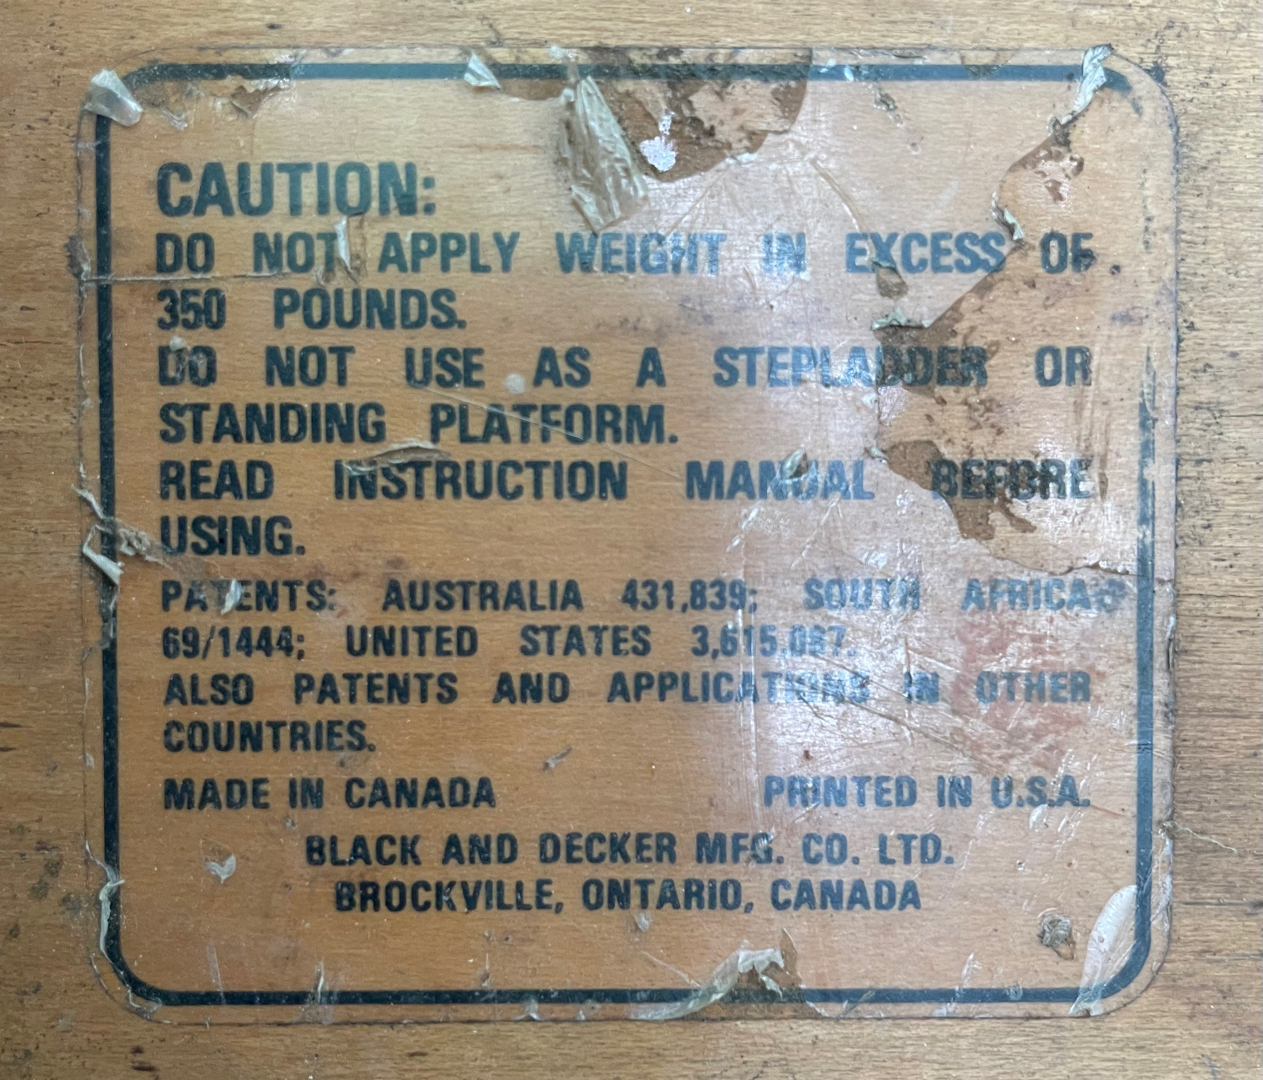 CAUTION:
DO NOT APPLY WEIGHT IN EXCESS OF
350 POUNDS.
DO NOT USE AS A STEPLADDER OR
STANDING PLATFORM.
READ INSTRUCTION MANUAL BEFORE
USING.
PATENTS: AUSTRALIA 431,839; SOUTH AFRICA
69/1444; UNITED STATES
ALSO PATENTS AND APPLICATIONS IN OTHER
COUNTRIES.
MADE IN CANADA PRINTED IN U.S.A.
BLACK AND DECKER MFG. CO. LTD.
BROCKVILLE, ONTARIO, CANADA